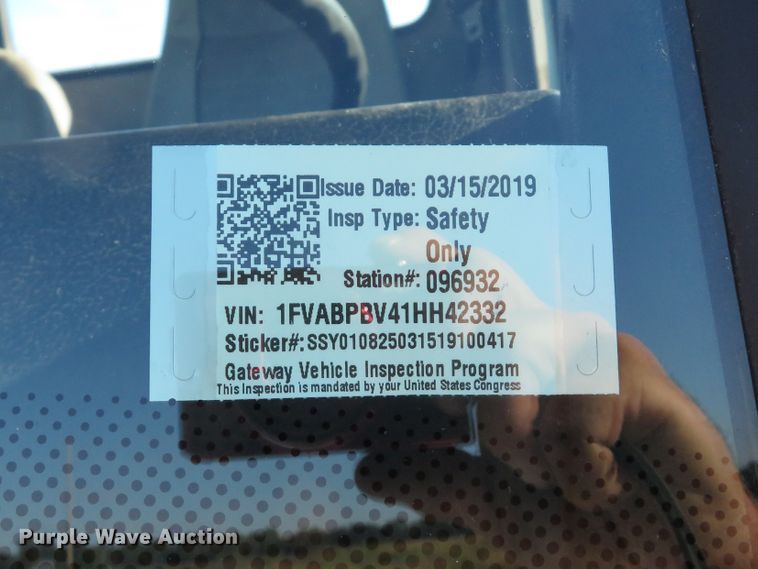 Issue Date: 03/15/2019
Insp Type: Safety
Only
Station#: 096932
VIN: 1FVABPBV41HH42332
Sticker#:SSY010825031519100417
Gateway Vehicle Inspection Program
This Inspection is mandated by your United States Congress
Purple Wave Auction